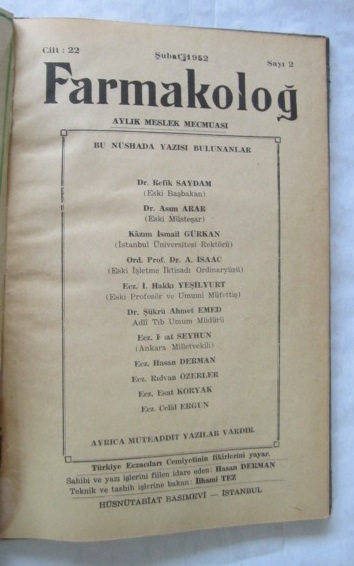 Cilt : 22
Şubat 1952
Sayı 2
Farmakoloğ
AYLIK MESLEK MECMUASI
BU NÜSHADA YAZISI BULUNANLAR
Dr. Refik SAYDAM
(Eski Başbakan)
Dr. Asım ARAR
(Eski Müsteşar)
Kâzım İsmail GÜRKAN
(İstanbul Üniversitesi Rektörü)
Ord. Prof. Dr. A. ISAAC
(Eski İşletme İktisadı Ordinaryüsü)
Ecz. İ. Hakkı YEŞİLYURT
(Eski Profesör ve Umumî Müfettiş)
Dr. Şükrü Ahmet EMED
Adlî Tıb Umum Müdürü
Ecz. SEYHUN
(Ankara Milletvekili)
Ecz. Hasan DERMAN
Ecz. Rıdvan ÖZERLER
Ecz. Esat KORYAK
Ecz. Celâl ERGUN
AYRICA MÜTEADDİT YAZILAR VARDIR.
Türkiye Eczacıları Cemiyetinin fikirlerini yayar.
Sahibi ve yazı işlerini fiilen idare eden: Hasan DERMAN
Teknik ve tashih işlerine bakan: İlhami TEZ
HÜSNÜTABİAT BASIMEVİ — İSTANBUL